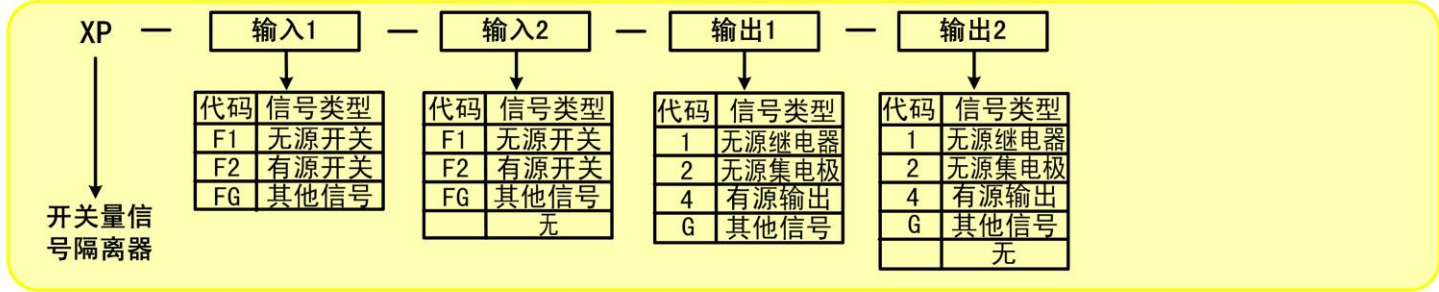 XP — 输入1 — 输入2 — 输出1 — 输出2
代码 信号类型
F1 无源开关
F2 有源开关
FG 其他信号
代码 信号类型
F1 无源开关
F2 有源开关
FG 其他信号
无
代码 信号类型
1 无源继电器
2 无源集电极
4 有源输出
G 其他信号
代码 信号类型
1 无源继电器
2 无源集电极
4 有源输出
G 其他信号
无
开关量信
号隔离器